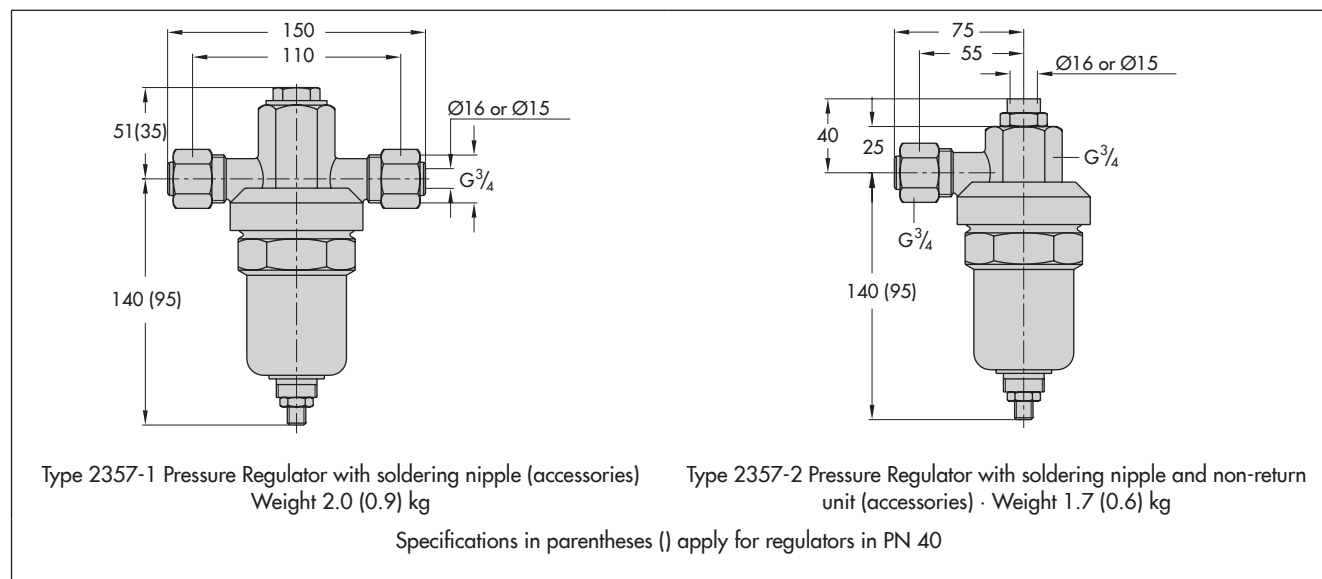 150
110
51(35)
Ø16 or Ø15
G3/4
140 (95)
Type 2357-1 Pressure Regulator with soldering nipple (accessories)
Weight 2.0 (0.9) kg
75
55
Ø16 or Ø15
40
25
G3/4
G3/4
140 (95)
Type 2357-2 Pressure Regulator with soldering nipple and non-return
unit (accessories) · Weight 1.7 (0.6) kg
Specifications in parentheses () apply for regulators in PN 40